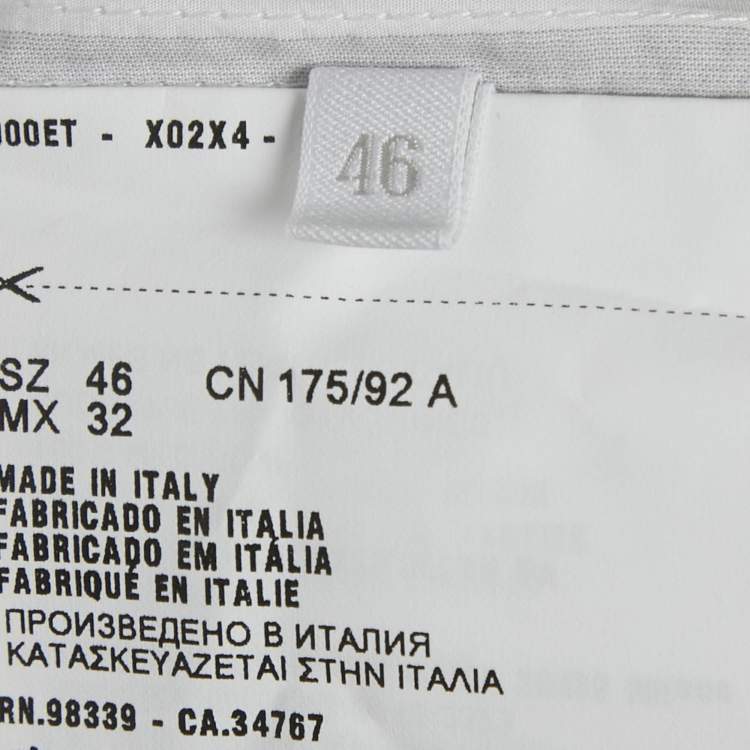 000ET - X02X4 -
46
SZ 46 CN 175/92 A
MX 32
MADE IN ITALY
FABRICADO EN ITALIA
FABRICADO EM ITÁLIA
FABRIQUÉ EN ITALIE
ПРОИЗВЕДЕНО В ИТАЛИЯ
ΚΑΤΑΣΚΕΥΑΖΕΤΑΙ ΣΤΗΝ ΙΤΑΛΙΑ
RN.98339 - CA.34767